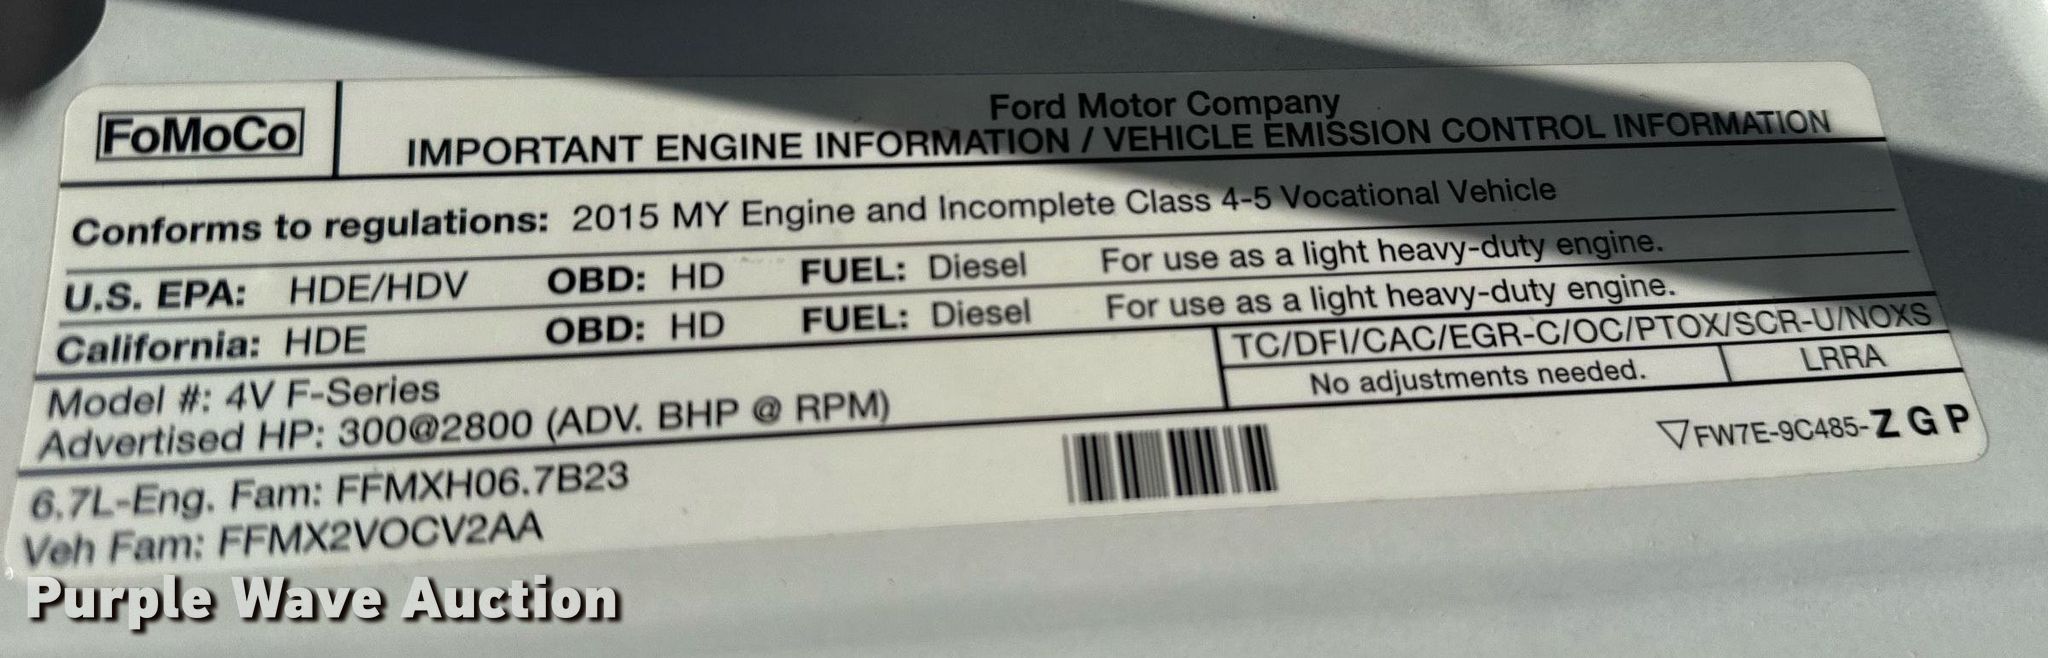 FoMoCo
Ford Motor Company
IMPORTANT ENGINE INFORMATION / VEHICLE EMISSION CONTROL INFORMATION
Conforms to regulations: 2015 MY Engine and Incomplete Class 4-5 Vocational Vehicle
U.S. EPA: HDE/HDV OBD: HD FUEL: Diesel For use as a light heavy-duty engine.
California: HDE OBD: HD FUEL: Diesel For use as a light heavy-duty engine.
TC/DFI/CAC/EGR-C/OC/PTOX/SCR-U/NOXS
Model #: 4V F-Series
No adjustments needed. LRRA
Advertised HP: 300@2800 (ADV. BHP @ RPM)
▽FW7E-9C485-Z G P
6.7L-Eng. Fam: FFMXH06.7B23
Veh Fam: FFMX2VOCV2AA
Purple Wave Auction